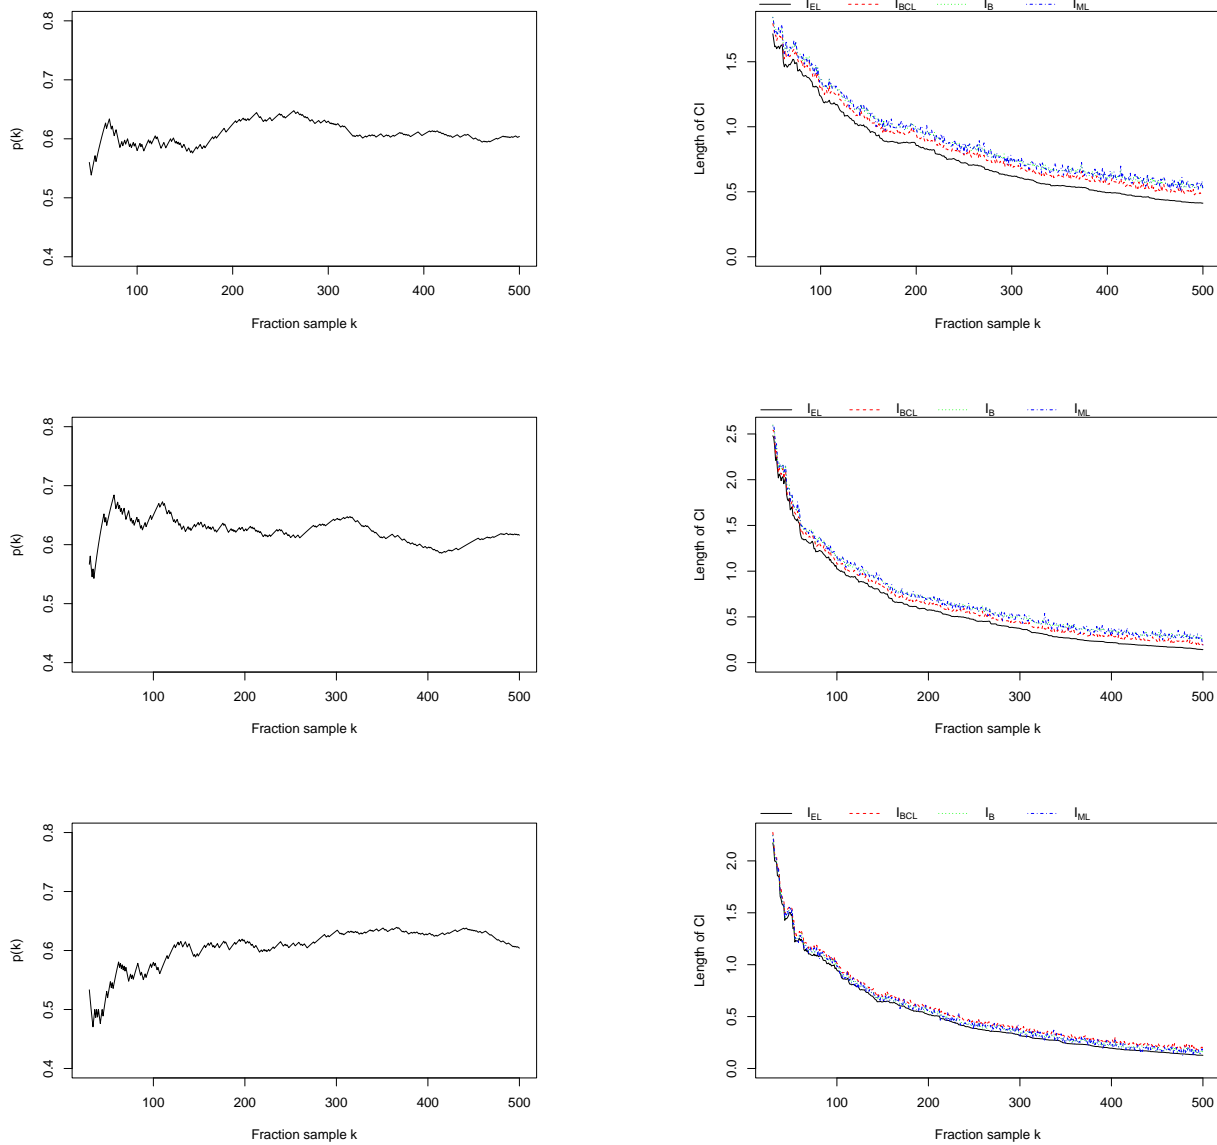 p(k)
0.4 0.5 0.6 0.7 0.8
100 200 300 400 500
Fraction sample k
I_EL I_BCL I_B I_ML
Length of CI
0.0 0.5 1.0 1.5
100 200 300 400 500
Fraction sample k
p(k)
0.4 0.5 0.6 0.7 0.8
100 200 300 400 500
Fraction sample k
I_EL I_BCL I_B I_ML
Length of CI
0.0 0.5 1.0 1.5 2.0 2.5
100 200 300 400 500
Fraction sample k
p(k)
0.4 0.5 0.6 0.7 0.8
100 200 300 400 500
Fraction sample k
I_EL I_BCL I_B I_ML
Length of CI
0.0 0.5 1.0 1.5 2.0
100 200 300 400 500
Fraction sample k